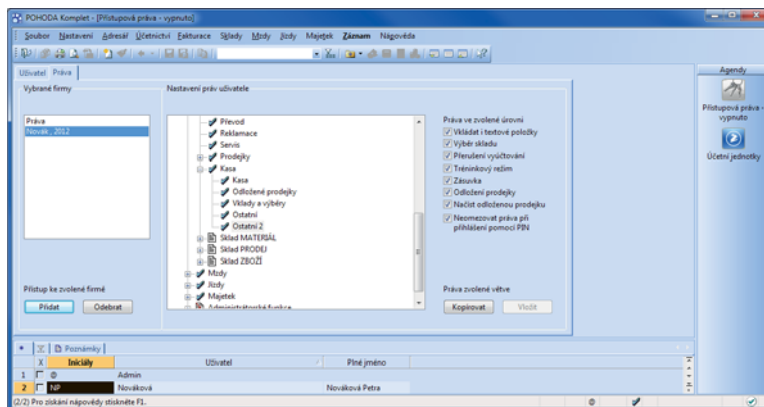 POHODA Komplet - [Přístupová práva - vypnuto]
Soubor Nastavení Adresář Účetnictví Fakturace Sklady Mzdy Jízdy Majetek Záznam Nápověda
Uživatel Práva
Vybrané firmy
Práva
Novák , 2012
Přístup ke zvolené firmě
Přidat Odebrat
Nastavení práv uživatele
Převod
Reklamace
Servis
Prodejky
Kasa
Kasa
Odložené prodejky
Vklady a výběry
Ostatní
Ostatní 2
Sklad MATERIÁL
Sklad PRODEJ
Sklad ZBOŽÍ
Mzdy
Jízdy
Majetek
Administrátorské funkce
Práva ve zvolené úrovni
Vkládat i textové položky
Výběr skladu
Přerušení vyúčtování
Tréninkový režim
Zásuvka
Odložení prodejky
Načíst odloženou prodejku
Neomezovat práva při
přihlášení pomocí PIN
Práva zvolené větve
Kopírovat Vložit
Agendy
Přístupová práva -
vypnuto
Účetní jednotky
Poznámky
X Iniciály Uživatel Plné jméno
1 @ Admin
2 NP Nováková Nováková Petra
(2/2) Pro získání nápovědy stiskněte F1. @